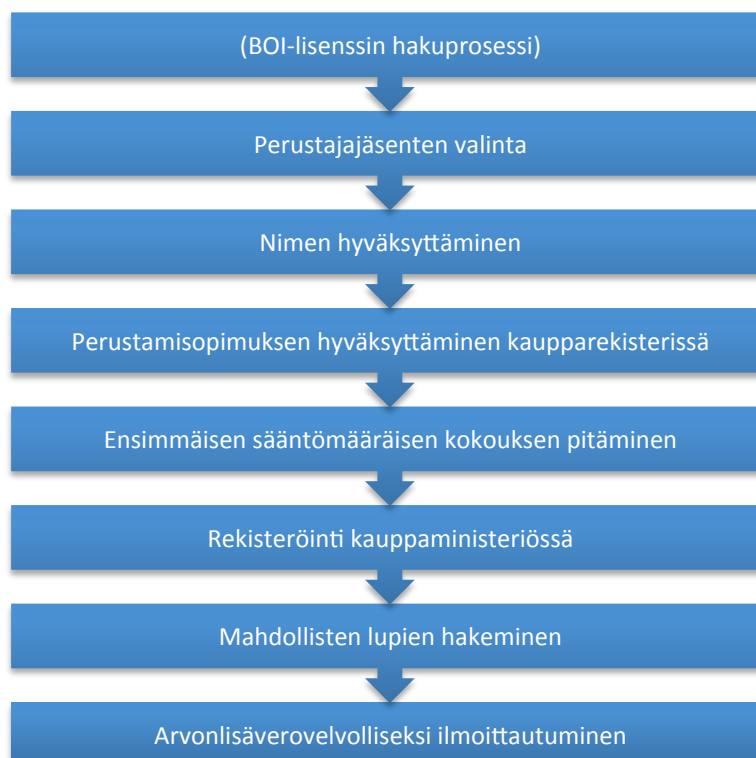 (BOI-lisenssin hakuprosessi)
Perustajajäsenten valinta
Nimen hyväksyttäminen
Perustamisopimuksen hyväksyttäminen kaupparekisterissä
Ensimmäisen sääntömääräisen kokouksen pitäminen
Rekisteröinti kauppaministeriössä
Mahdollisten lupien hakeminen
Arvonlisäverovelvolliseksi ilmoittautuminen